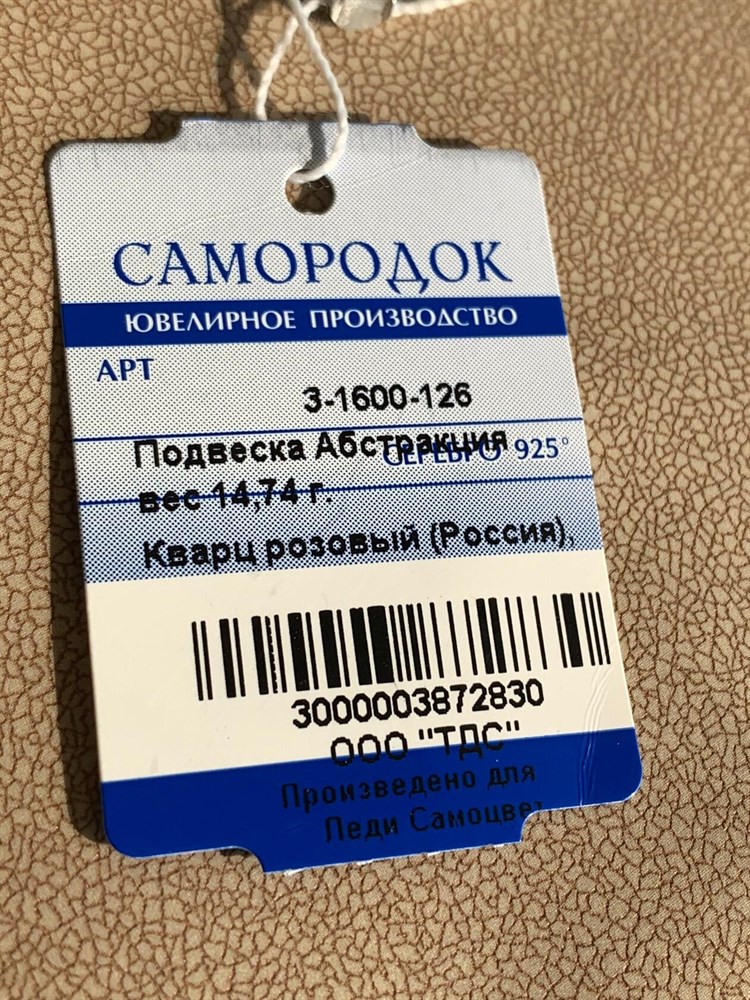 САМОРОДОК
ЮВЕЛИРНОЕ ПРОИЗВОДСТВО
АРТ
3-1600-126
Подвеска Абстракция
СЕРЕБРО 925°
вес 14,74 г.
Кварц розовый (Россия),
3000003872830
ООО "ТДС"
Произведено для
Леди Самоцвет